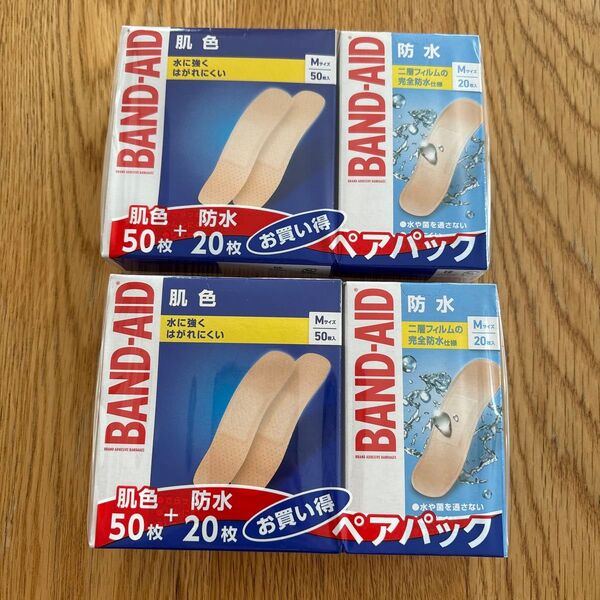 BAND-AID
BRAND ADHESIVE BANDAGES
肌色
水に強く
はがれにくい
Mサイズ
50枚入
BAND-AID
防水
二層フィルムの
完全防水仕様
Mサイズ
20枚入
●水や菌を通さない
肌色
50枚
+
防水
20枚
お買い得
ペアパック
BAND-AID
BRAND ADHESIVE BANDAGES
肌色
水に強く
はがれにくい
Mサイズ
50枚入
BAND-AID
防水
二層フィルムの
完全防水仕様
Mサイズ
20枚入
●水や菌を通さない
肌色
50枚
+
防水
20枚
お買い得
ペアパック